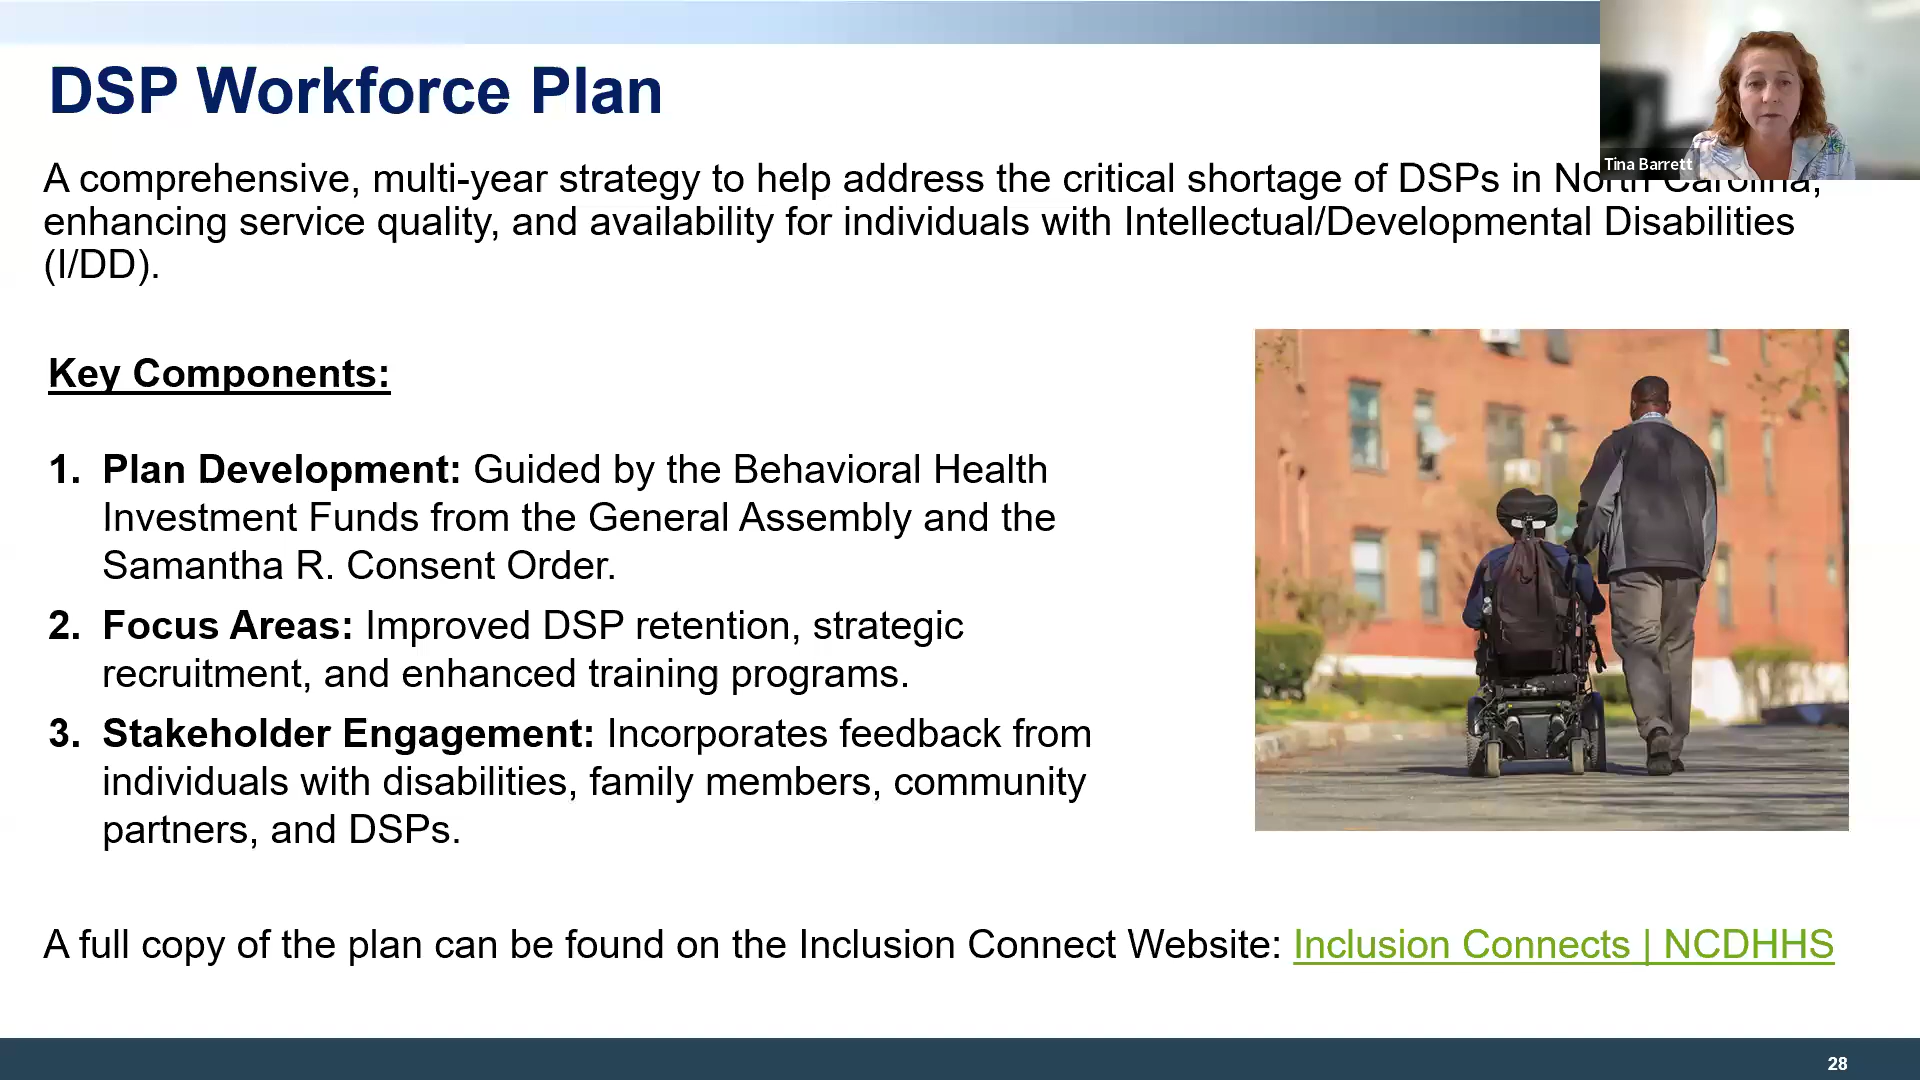 DSP Workforce Plan
Tina Barrett
A comprehensive, multi-year strategy to help address the critical shortage of DSPs in North Carolina,
enhancing service quality, and availability for individuals with Intellectual/Developmental Disabilities
(I/DD).
Key Components:
1. Plan Development: Guided by the Behavioral Health
Investment Funds from the General Assembly and the
Samantha R. Consent Order.
2. Focus Areas: Improved DSP retention, strategic
recruitment, and enhanced training programs.
3. Stakeholder Engagement: Incorporates feedback from
individuals with disabilities, family members, community
partners, and DSPs.
A full copy of the plan can be found on the Inclusion Connect Website: Inclusion Connects | NCDHHS
28